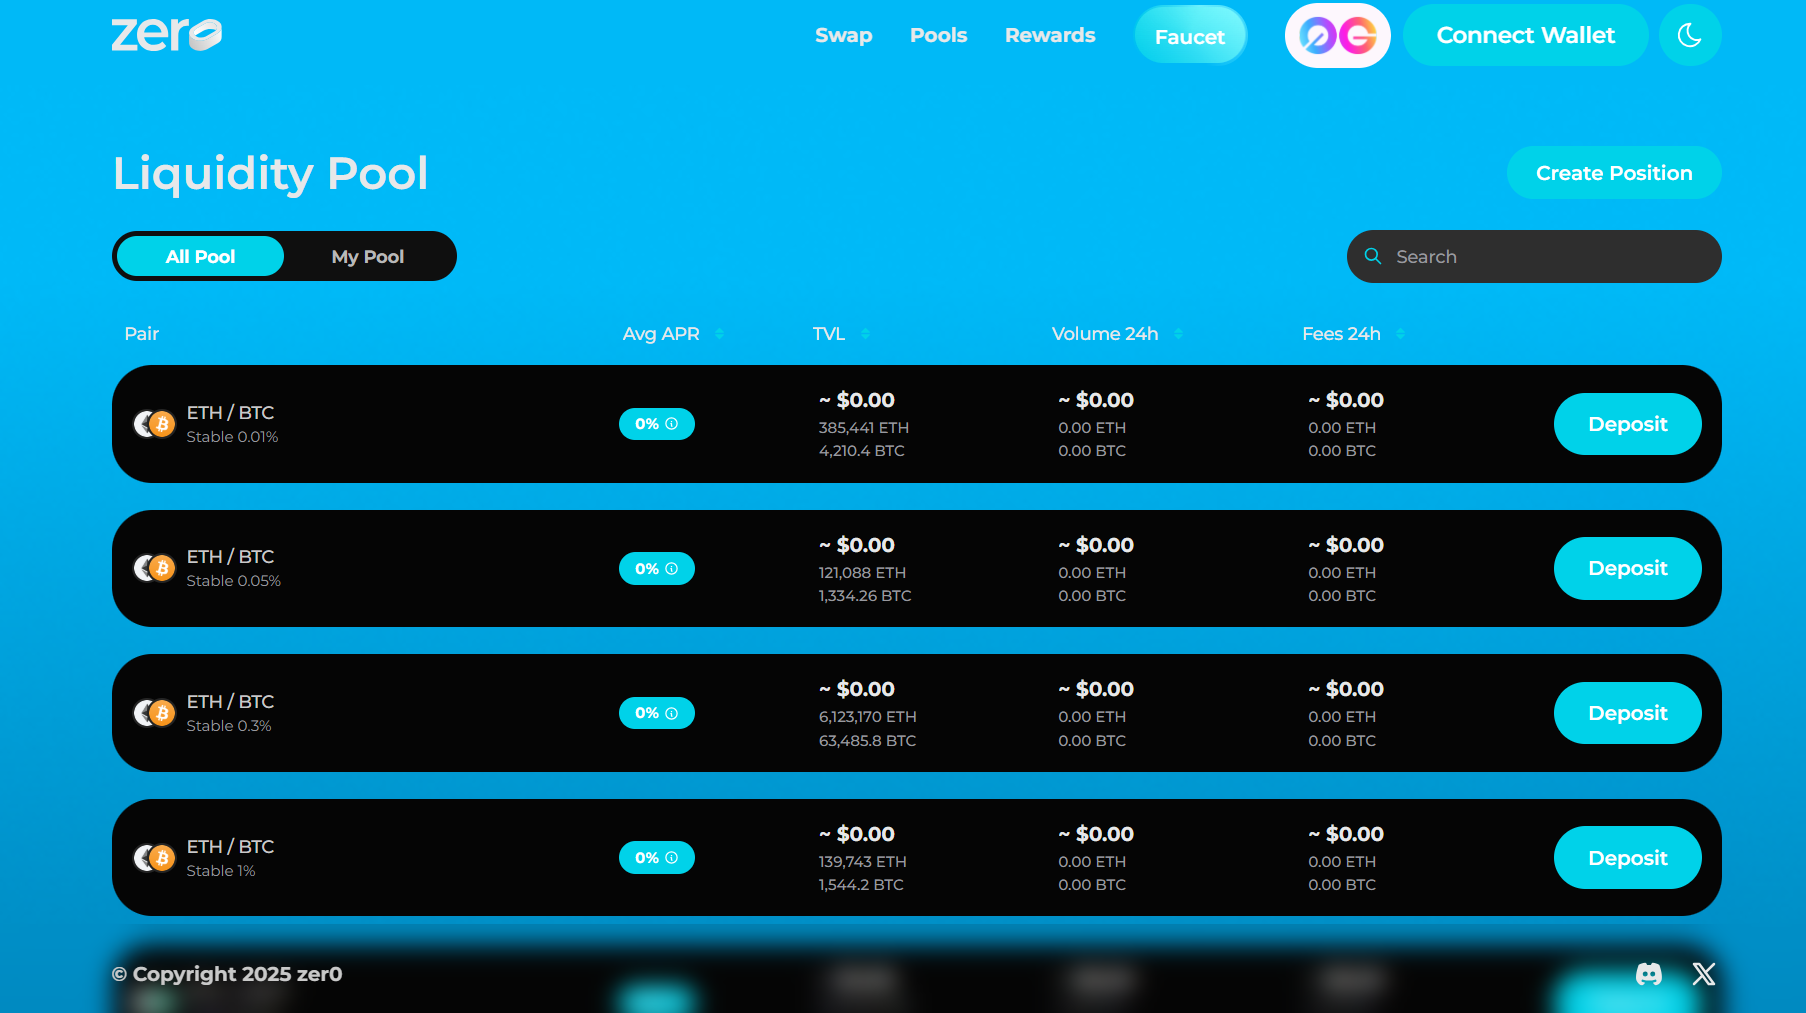 zer0
Swap
Pools
Rewards
Faucet
0G
Connect Wallet
Liquidity Pool
Create Position
All Pool
My Pool
Search
Pair
Avg APR
TVL
Volume 24h
Fees 24h
ETH / BTC
Stable 0.01%
0%
~ $0.00
385,441 ETH
4,210.4 BTC
~ $0.00
0.00 ETH
0.00 BTC
~ $0.00
0.00 ETH
0.00 BTC
Deposit
ETH / BTC
Stable 0.05%
0%
~ $0.00
121,088 ETH
1,334.26 BTC
~ $0.00
0.00 ETH
0.00 BTC
~ $0.00
0.00 ETH
0.00 BTC
Deposit
ETH / BTC
Stable 0.3%
0%
~ $0.00
6,123,170 ETH
63,485.8 BTC
~ $0.00
0.00 ETH
0.00 BTC
~ $0.00
0.00 ETH
0.00 BTC
Deposit
ETH / BTC
Stable 1%
0%
~ $0.00
139,743 ETH
1,544.2 BTC
~ $0.00
0.00 ETH
0.00 BTC
~ $0.00
0.00 ETH
0.00 BTC
Deposit
© Copyright 2025 zer0